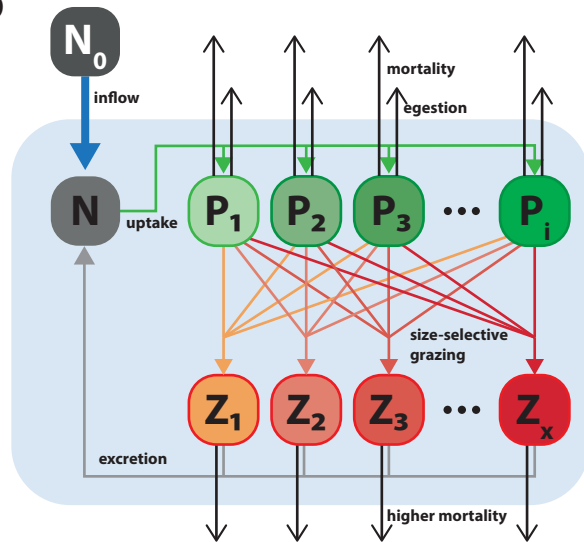 N0
inflow
mortality
egestion
N
uptake
P1 P2 P3 ••• Pi
size-selective
grazing
Z1 Z2 Z3 ••• Zx
excretion
higher mortality